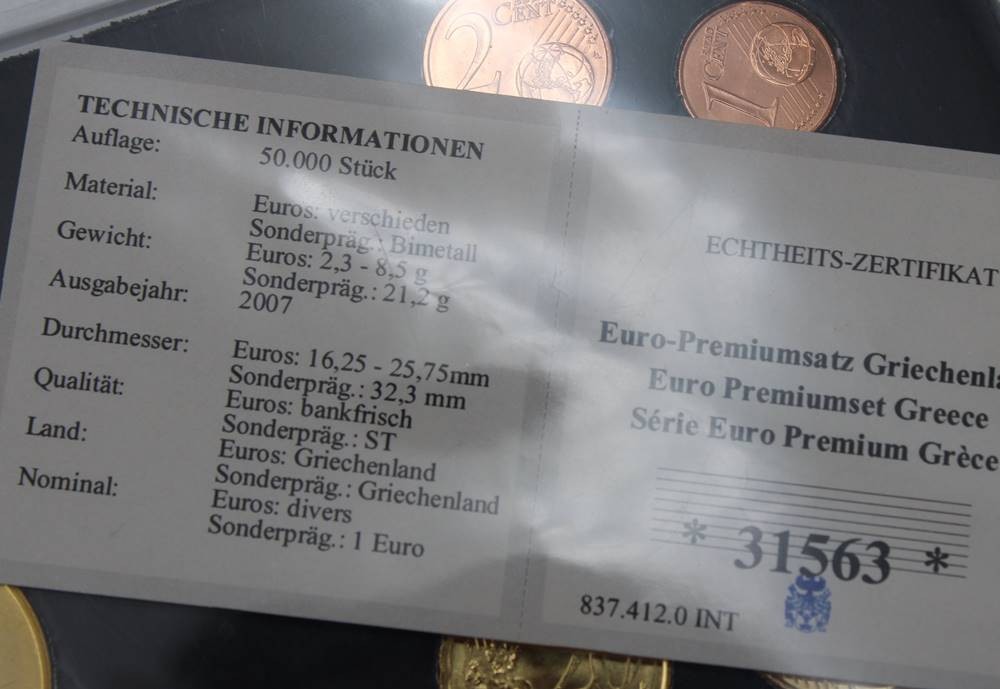 2
CENT
1
CENT
TECHNISCHE INFORMATIONEN
Auflage: 50.000 Stück
Material: Euros: verschieden
Sonderpräg.: Bimetall
Gewicht: Euros: 2,3 - 8,5 g
Sonderpräg.: 21,2 g
Ausgabejahr: 2007
Durchmesser: Euros: 16,25 - 25,75mm
Sonderpräg.: 32,3 mm
Qualität: Euros: bankfrisch
Sonderpräg.: ST
Land: Euros: Griechenland
Sonderpräg.: Griechenland
Nominal: Euros: divers
Sonderpräg.: 1 Euro
ECHTHEITS-ZERTIFIKAT
Euro-Premiumsatz Griechenla
Euro Premiumset Greece
Série Euro Premium Grèce
* 31563 *
837.412.0 INT